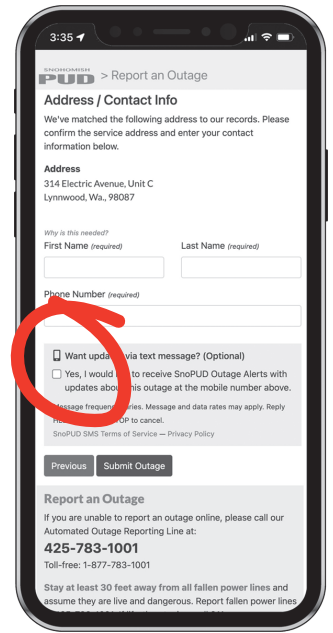 3:35
SNOHOMISH
PUD > Report an Outage
Address / Contact Info
We've matched the following address to our records. Please
confirm the service address and enter your contact
information below.
Address
314 Electric Avenue, Unit C
Lynnwood, Wa., 98087
Why is this needed?
First Name (required) Last Name (required)
Phone Number (required)
Want updates via text message? (Optional)
Yes, I would like to receive SnoPUD Outage Alerts with
updates about this outage at the mobile number above.
Message frequency varies. Message and data rates may apply. Reply
to cancel.
SnoPUD SMS Terms of Service — Privacy Policy
Previous Submit Outage
Report an Outage
If you are unable to report an outage online, please call our
Automated Outage Reporting
Line at:
425-783-1001
Toll-free: 1-877-783-1001
Stay at least 30 feet away from all fallen power lines and
assume they are live and dangerous. Report fallen power lines